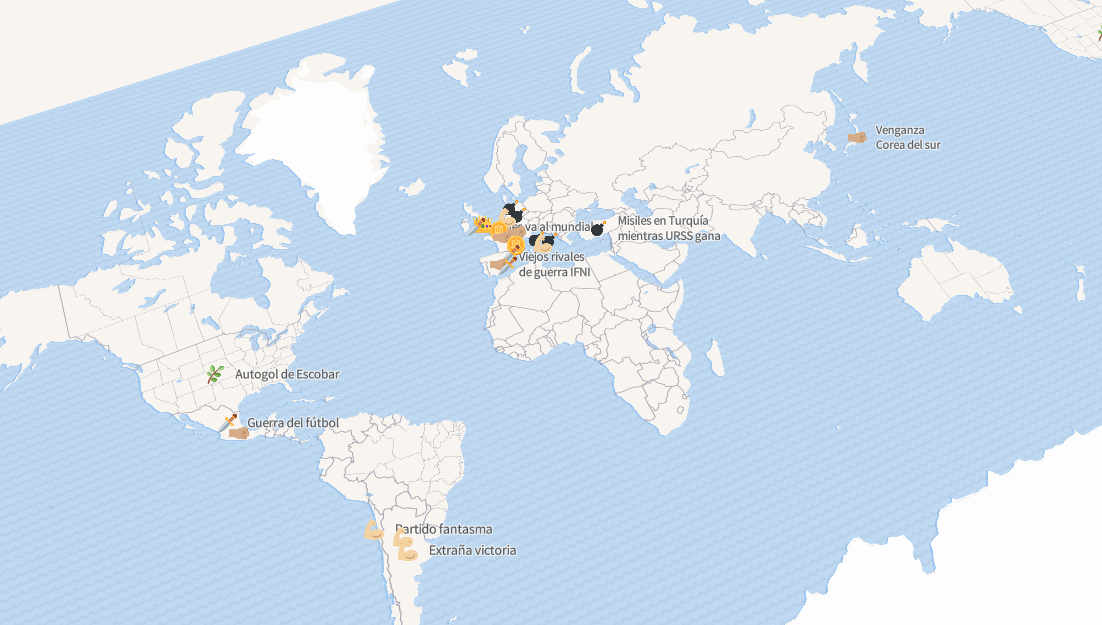 Venganza
Corea del sur
va al mundial
Misiles en Turquía
mientras URSS gana
Viejos rivales
de guerra IFNI
Autogol de Escobar
Guerra del fútbol
Partido fantasma
Extraña victoria